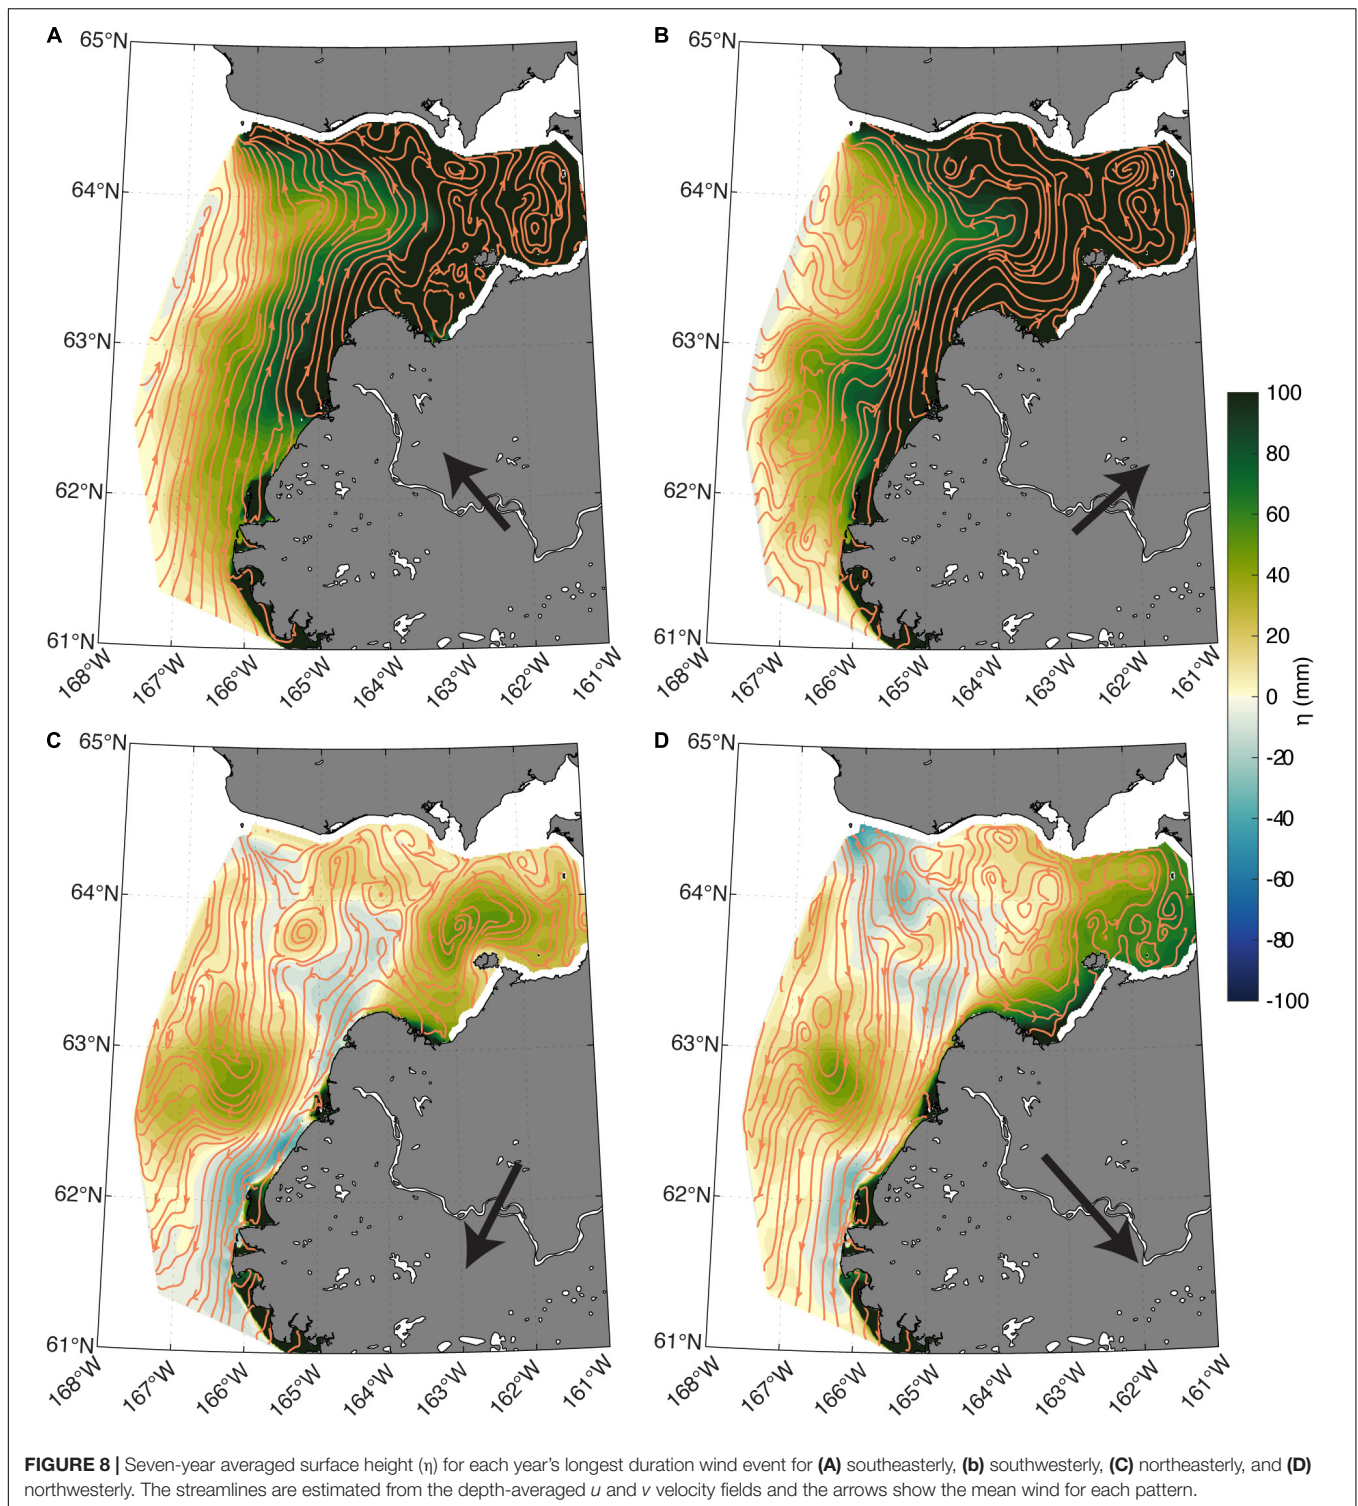 A
65°N
64°N
63°N
62°N
61°N
168°W
167°W
166°W
165°W
164°W
163°W
162°W
161°W
B
65°N
64°N
63°N
62°N
61°N
168°W
167°W
166°W
165°W
164°W
163°W
162°W
161°W
C
65°N
64°N
63°N
62°N
61°N
168°W
167°W
166°W
165°W
164°W
163°W
162°W
161°W
D
65°N
64°N
63°N
62°N
61°N
168°W
167°W
166°W
165°W
164°W
163°W
162°W
161°W
100
80
60
40
20
0
-20
-40
-60
-80
-100
η (mm)
FIGURE 8 | Seven-year averaged surface height (η) for each year's longest duration wind event for (A) southeasterly, (b) southwesterly, (C) northeasterly, and (D)
northwesterly. The streamlines are estimated from the depth-averaged u and v velocity fields and the arrows show the mean wind for each pattern.